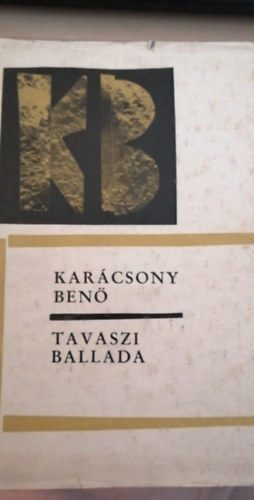 KB
KARÁCSONY
BENŐ
TAVASZI
BALLADA